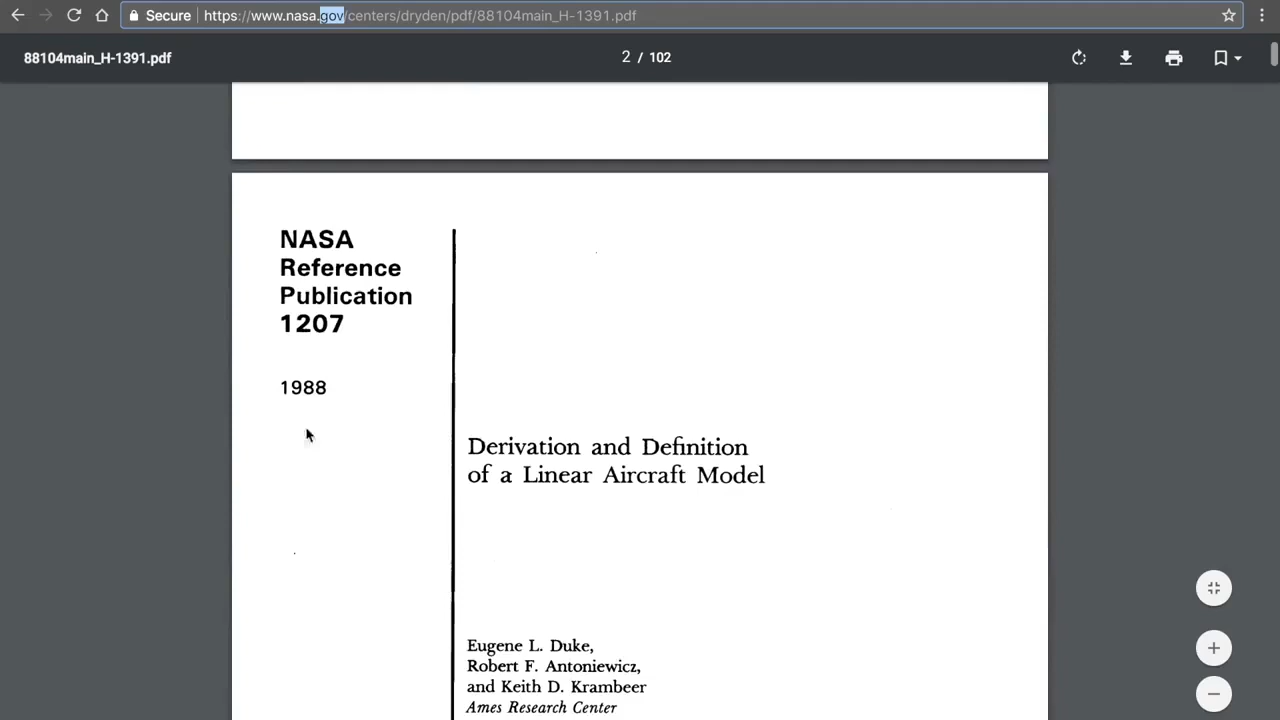 Secure https://www.nasa.gov/centers/dryden/pdf/88104main_H-1391.pdf
88104main_H-1391.pdf
2 / 102
NASA
Reference
Publication
1207
1988
Derivation and Definition
of a Linear Aircraft Model
Eugene L. Duke,
Robert F. Antoniewicz,
and Keith D. Krambeer
Ames Research Center